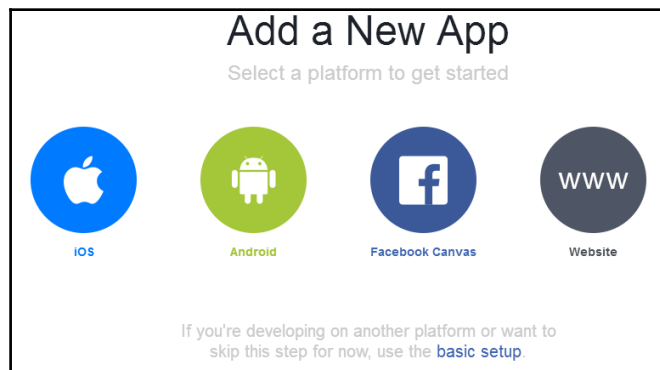 Add a New App
Select a platform to get started
www
iOS
Android
Facebook Canvas
Website
If you're developing on another platform or want to
skip this step for now, use the basic setup.